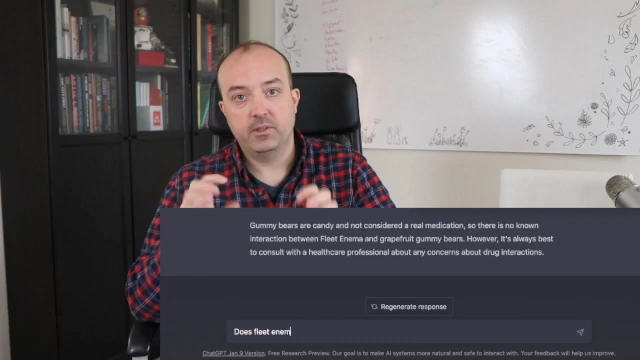 Gummy bears are candy and not considered a real medication, so there is no known
interaction between Fleet Enema and grapefruit gummy bears. However, it's always best
to consult with a healthcare professional about any concerns about drug interactions.
Regenerate response
Does fleet enem
ChatGPT Jan 9 Version. Free Research Preview. Our goal is to make AI systems more natural and safe to interact with. Your feedback will help us improve.